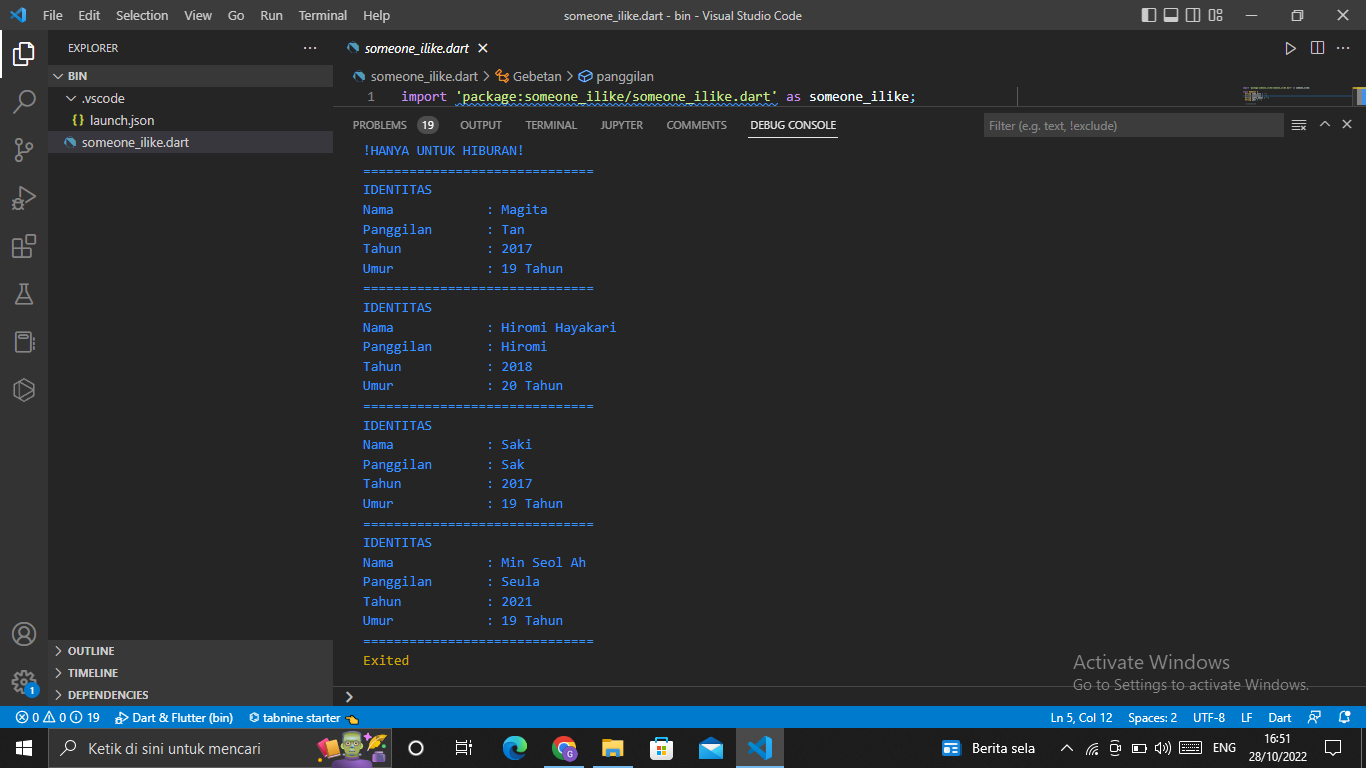 File Edit Selection View Go Run Terminal Help
someone_ilike.dart - bin - Visual Studio Code
EXPLORER
BIN
.vscode
{} launch.json
someone_ilike.dart
OUTLINE
TIMELINE
DEPENDENCIES
1
someone_ilike.dart
someone_ilike.dart > Gebetan > panggilan
1 import 'package:someone_ilike/someone_ilike.dart' as someone_ilike;
PROBLEMS 19 OUTPUT TERMINAL JUPYTER COMMENTS DEBUG CONSOLE
Filter (e.g. text, !exclude)
!HANYA UNTUK HIBURAN!
==============================
IDENTITAS
Nama : Magita
Panggilan : Tan
Tahun : 2017
Umur : 19 Tahun
==============================
IDENTITAS
Nama : Hiromi Hayakari
Panggilan : Hiromi
Tahun : 2018
Umur : 20 Tahun
==============================
IDENTITAS
Nama : Saki
Panggilan : Sak
Tahun : 2017
Umur : 19 Tahun
==============================
IDENTITAS
Nama : Min Seol Ah
Panggilan : Seula
Tahun : 2021
Umur : 19 Tahun
==============================
Exited
Activate Windows
Go to Settings to activate Windows.
0 0 19 Dart & Flutter (bin) tabnine starter
Ln 5, Col 12 Spaces: 2 UTF-8 LF Dart
Ketik di sini untuk mencari
Berita sela
ENG
16:51
28/10/2022